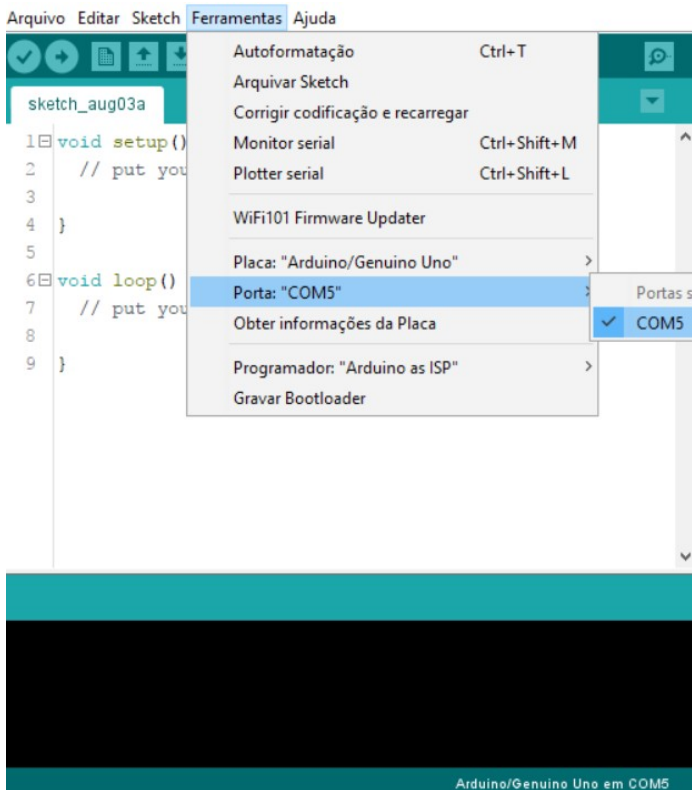 Arquivo Editar Sketch Ferramentas Ajuda
sketch_aug03a
1 void setup()
2 // put you
3
4 }
5
6 void loop()
7 // put you
8
9 }
Autoformatação Ctrl+T
Arquivar Sketch
Corrigir codificação e recarregar
Monitor serial Ctrl+Shift+M
Plotter serial Ctrl+Shift+L
WiFi101 Firmware Updater
Placa: "Arduino/Genuino Uno"
Porta: "COM5"
Obter informações da Placa
Programador: "Arduino as ISP"
Gravar Bootloader
Portas s
COM5
Arduino/Genuino Uno em COM5